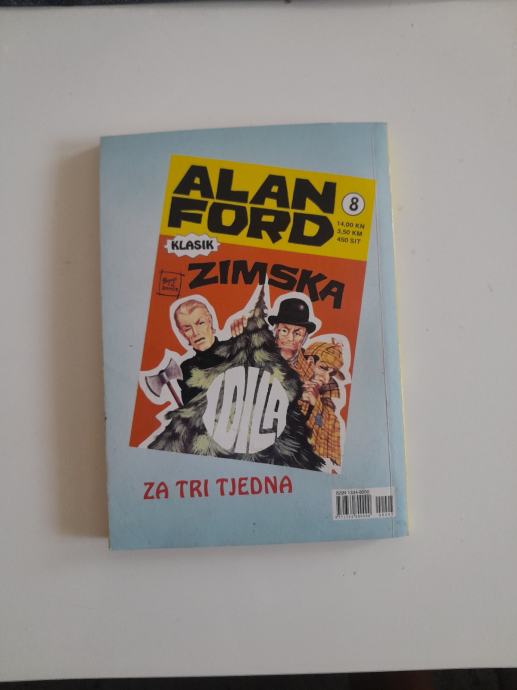 ALAN
FORD
8
14,00 KN
3,50 KM
450 SIT
KLASIK
ZIMSKA
IDILA
ZA TRI TJEDNA